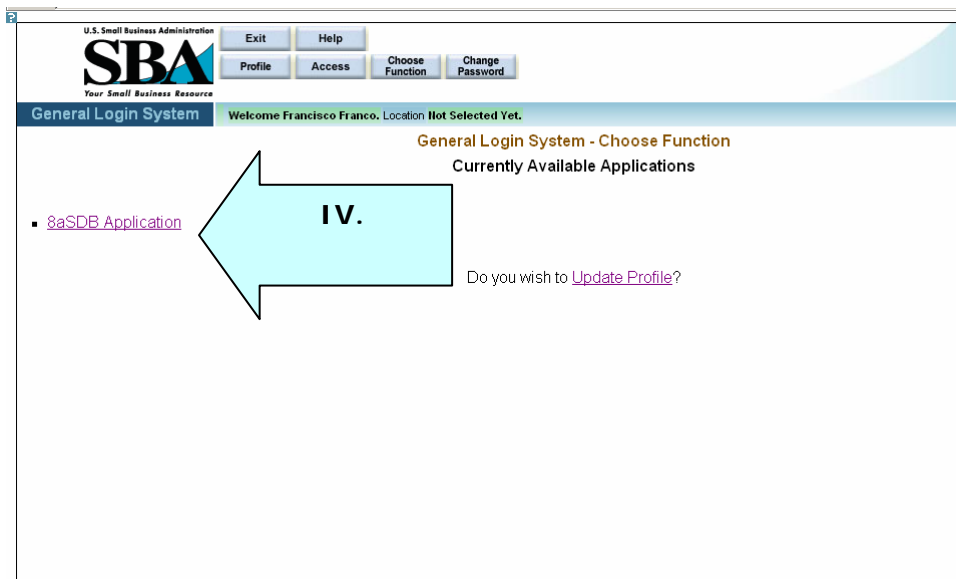 ?
U.S. Small Business Administration
SBA
Your Small Business Resource
Exit Help
Profile Access Choose Function Change Password
General Login System Welcome Francisco Franco. Location Not Selected Yet.
General Login System - Choose Function
Currently Available Applications
IV.
8aSDB Application
Do you wish to Update Profile?